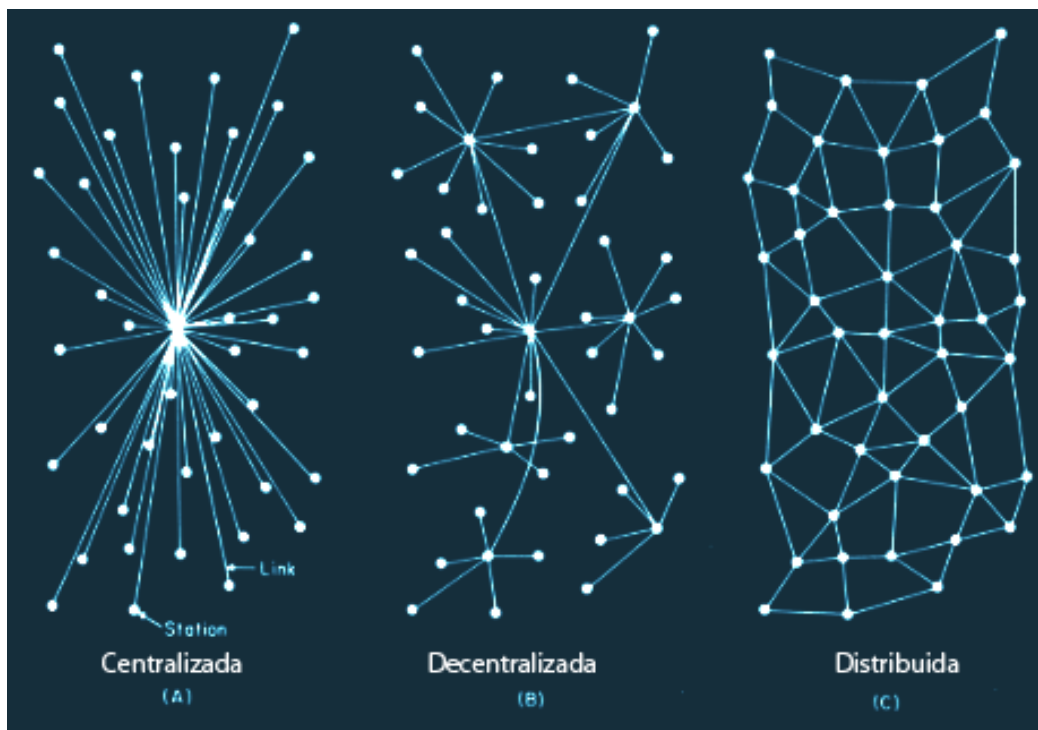 Link
Station
Centralizada
(A)
Decentralizada
(B)
Distribuida
(C)